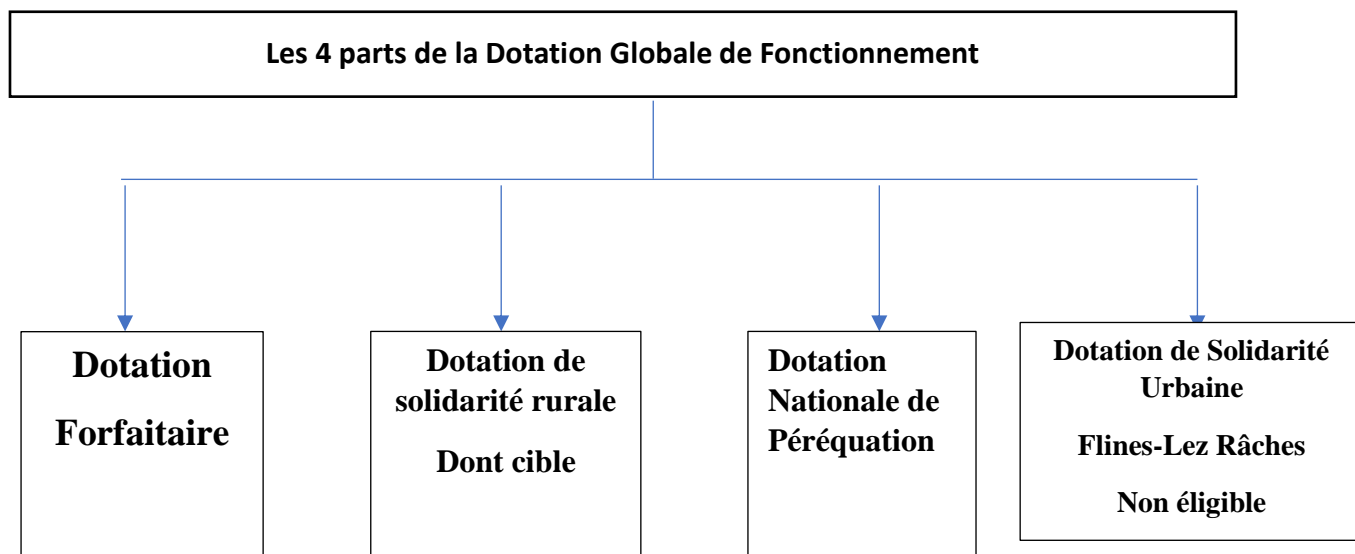 Les 4 parts de la Dotation Globale de Fonctionnement
Dotation
Forfaitaire
Dotation de
solidarité rurale
Dont cible
Dotation
Nationale de
Péréquation
Dotation de Solidarité
Urbaine
Flines-Lez Râches
Non éligible